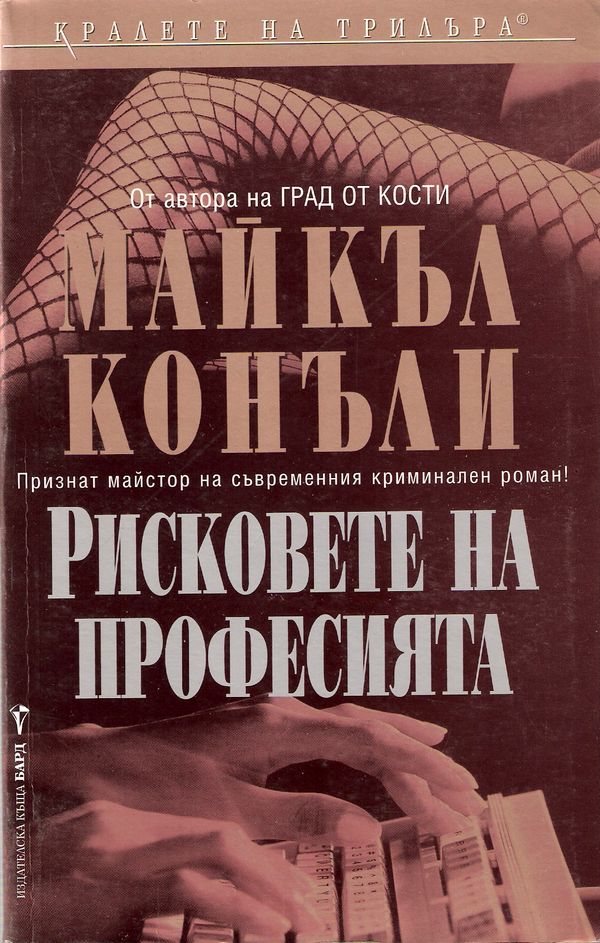 КРАЛЕТЕ НА ТРИЛЪРА®
От автора на ГРАД ОТ КОСТИ
МАЙКЪЛ
КОНЪЛИ
Признат майстор на съвременния криминален роман!
РИСКОВЕТЕ НА
ПРОФЕСИЯТА
ИЗДАТЕЛСКА КЪЩА БАРД